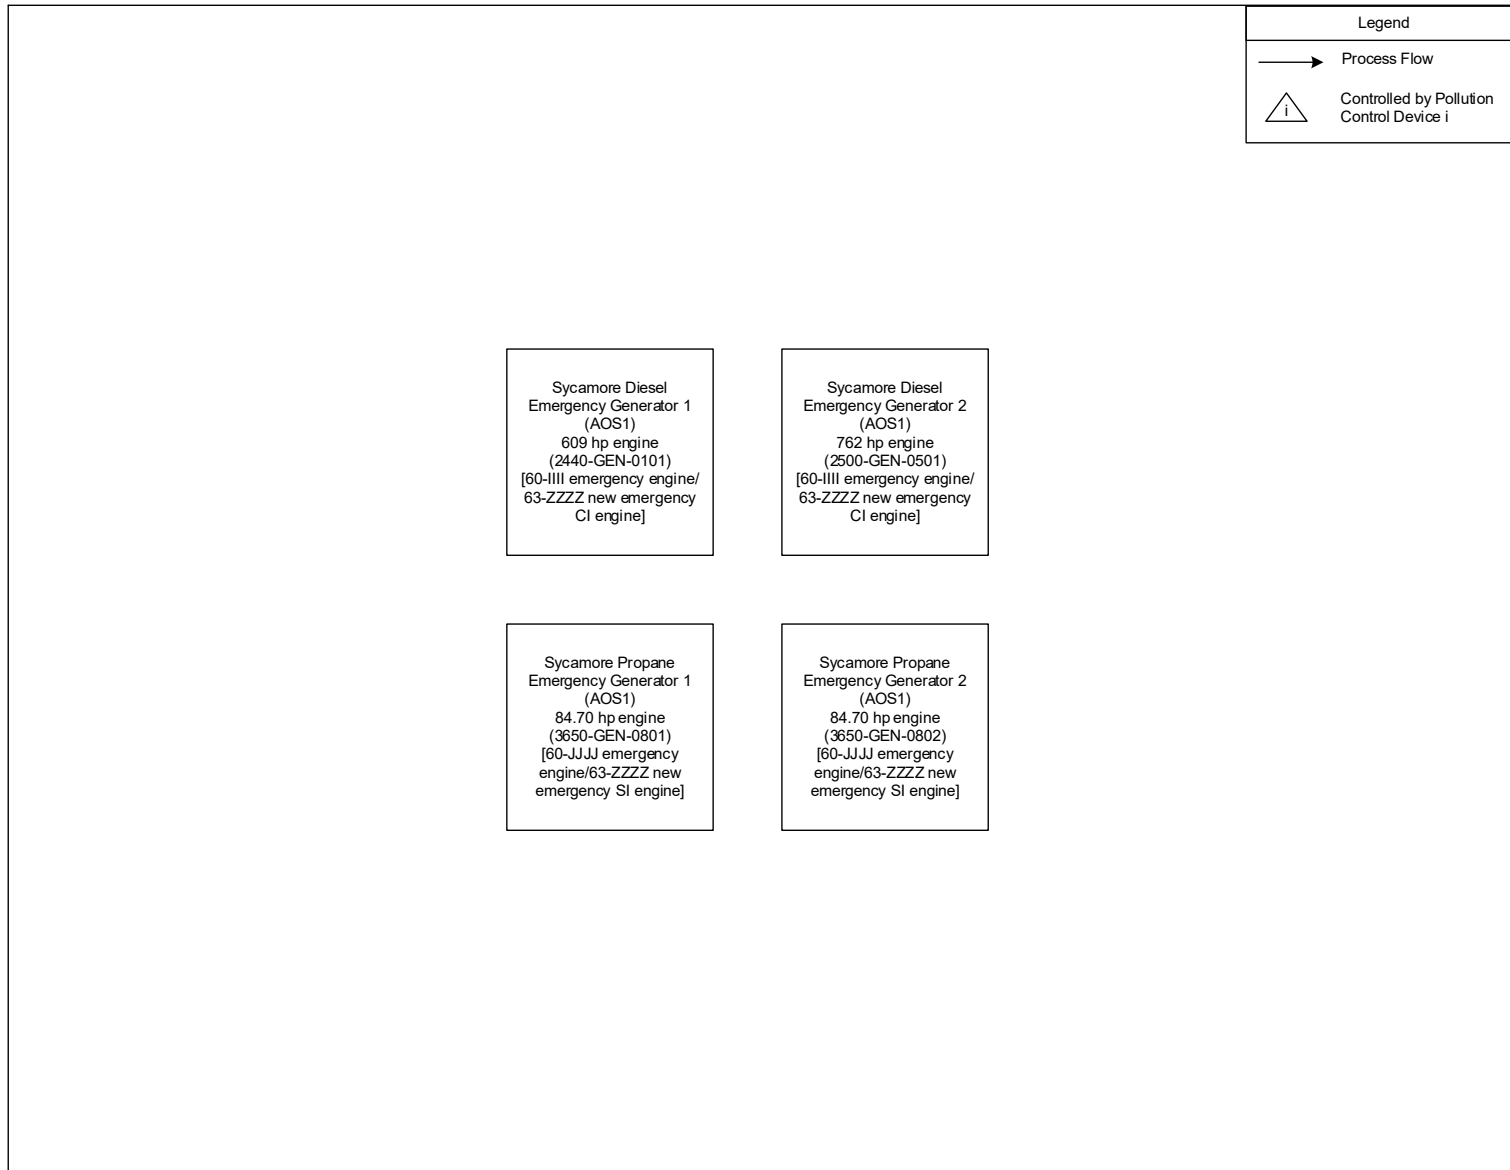 Legend
Process Flow
i
Controlled by Pollution
Control Device i
Sycamore Diesel
Emergency Generator 1
(AOS1)
609 hp engine
(2440-GEN-0101)
[60-IIII emergency engine/
63-ZZZZ new emergency
CI engine]
Sycamore Diesel
Emergency Generator 2
(AOS1)
762 hp engine
(2500-GEN-0501)
[60-IIII emergency engine/
63-ZZZZ new emergency
CI engine]
Sycamore Propane
Emergency Generator 1
(AOS1)
84.70 hp engine
(3650-GEN-0801)
[60-JJJJ emergency
engine/63-ZZZZ new
emergency SI engine]
Sycamore Propane
Emergency Generator 2
(AOS1)
84.70 hp engine
(3650-GEN-0802)
[60-JJJJ emergency
engine/63-ZZZZ new
emergency SI engine]